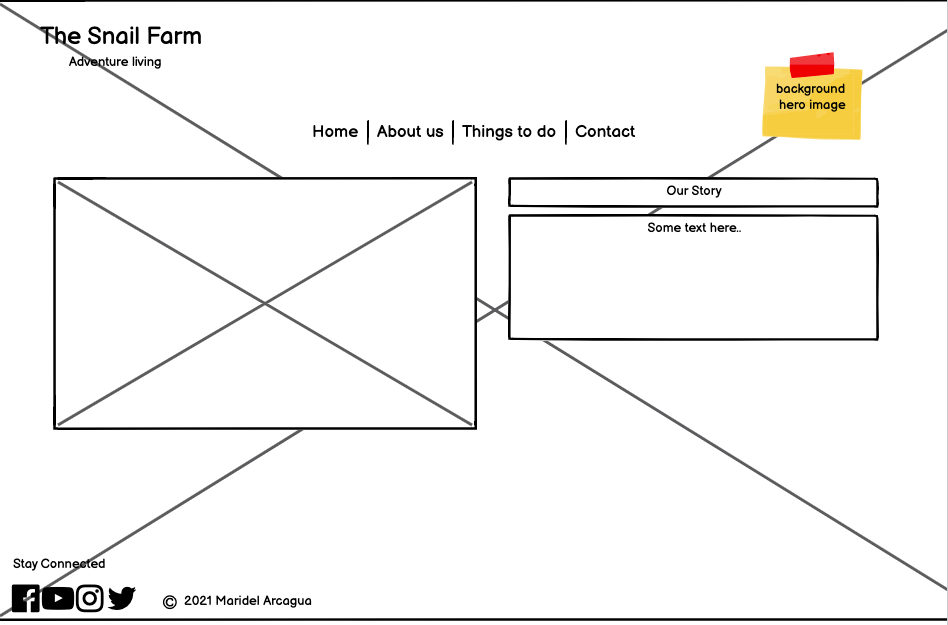 The Snail Farm
Adventure living
background
hero image
Home | About us | Things to do | Contact
Our Story
Some text here..
Stay Connected
© 2021 Maridel Arcagua